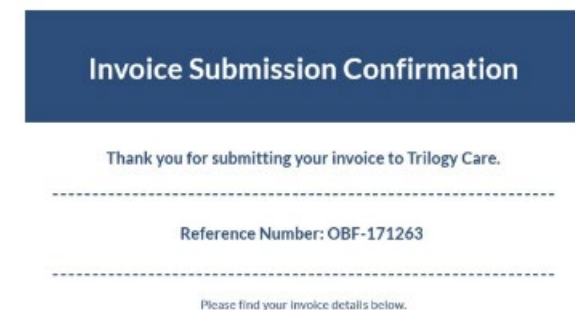 Invoice Submission Confirmation
Thank you for submitting your invoice to Trilogy Care.
Reference Number: OBF-171263
Please find your invoice details below.